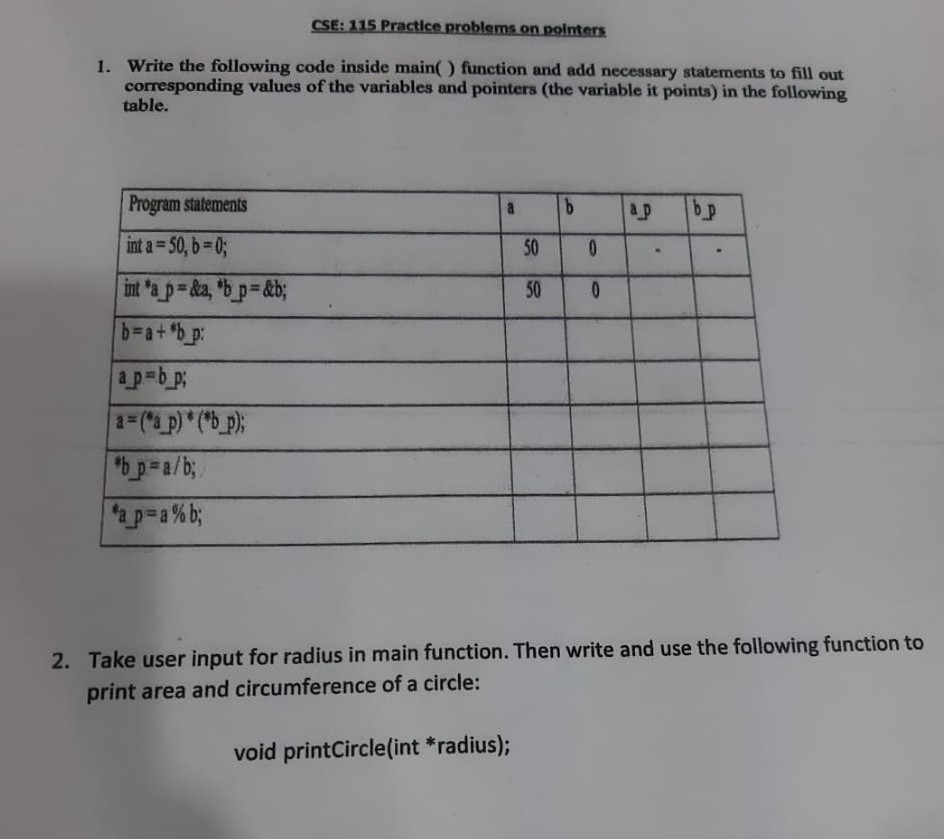 CSE: 115 Practice problems on pointers
1. Write the following code inside main( ) function and add necessary statements to fill out
corresponding values of the variables and pointers (the variable it points) in the following
table.
Program statements a b a_p b_p
int a = 50, b = 0; 50 0 - -
int *a_p = &a, *b_p = &b; 50 0
b = a + *b_p:
a_p = b_p;
a = (*a_p) * (*b_p);
*b_p = a / b;
*a_p = a % b;
2. Take user input for radius in main function. Then write and use the following function to
print area and circumference of a circle:
void printCircle(int *radius);